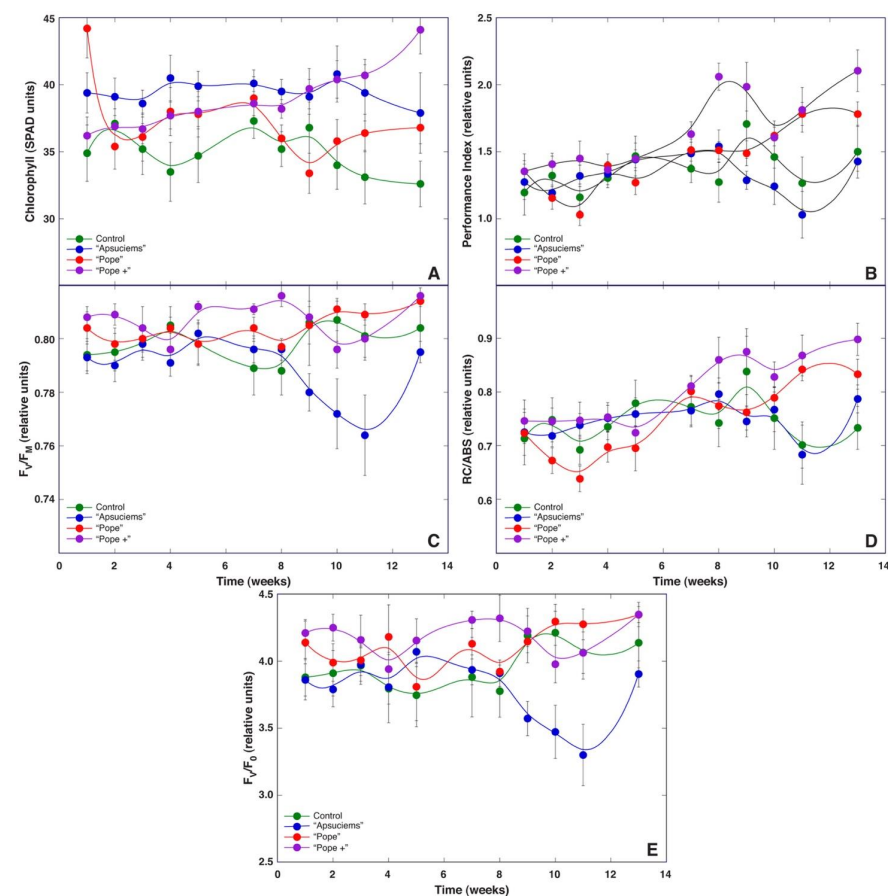 45
40
35
30
Chlorophyll (SPAD units)
Control
"Apsuciems"
"Pope"
"Pope +"
A
2.5
2.0
1.5
1.0
Performance Index (relative units)
Control
"Apsuciems"
"Pope"
"Pope +"
B
0.80
0.76
0.74
FV/FM (relative units)
Control
"Apsuciems"
"Pope"
"Pope +"
C
0 2 4 6 8 10 12 14
Time (weeks)
0.9
0.8
0.7
0.6
RC/ABS (relative units)
Control
"Apsuciems"
"Pope"
"Pope +"
D
0 2 4 6 8 10 12 14
Time (weeks)
4.5
4.0
3.5
3.0
2.5
FV/F0 (relative units)
Control
"Apsuciems"
"Pope"
"Pope +"
E
0 2 4 6 8 10 12 14
Time (weeks)